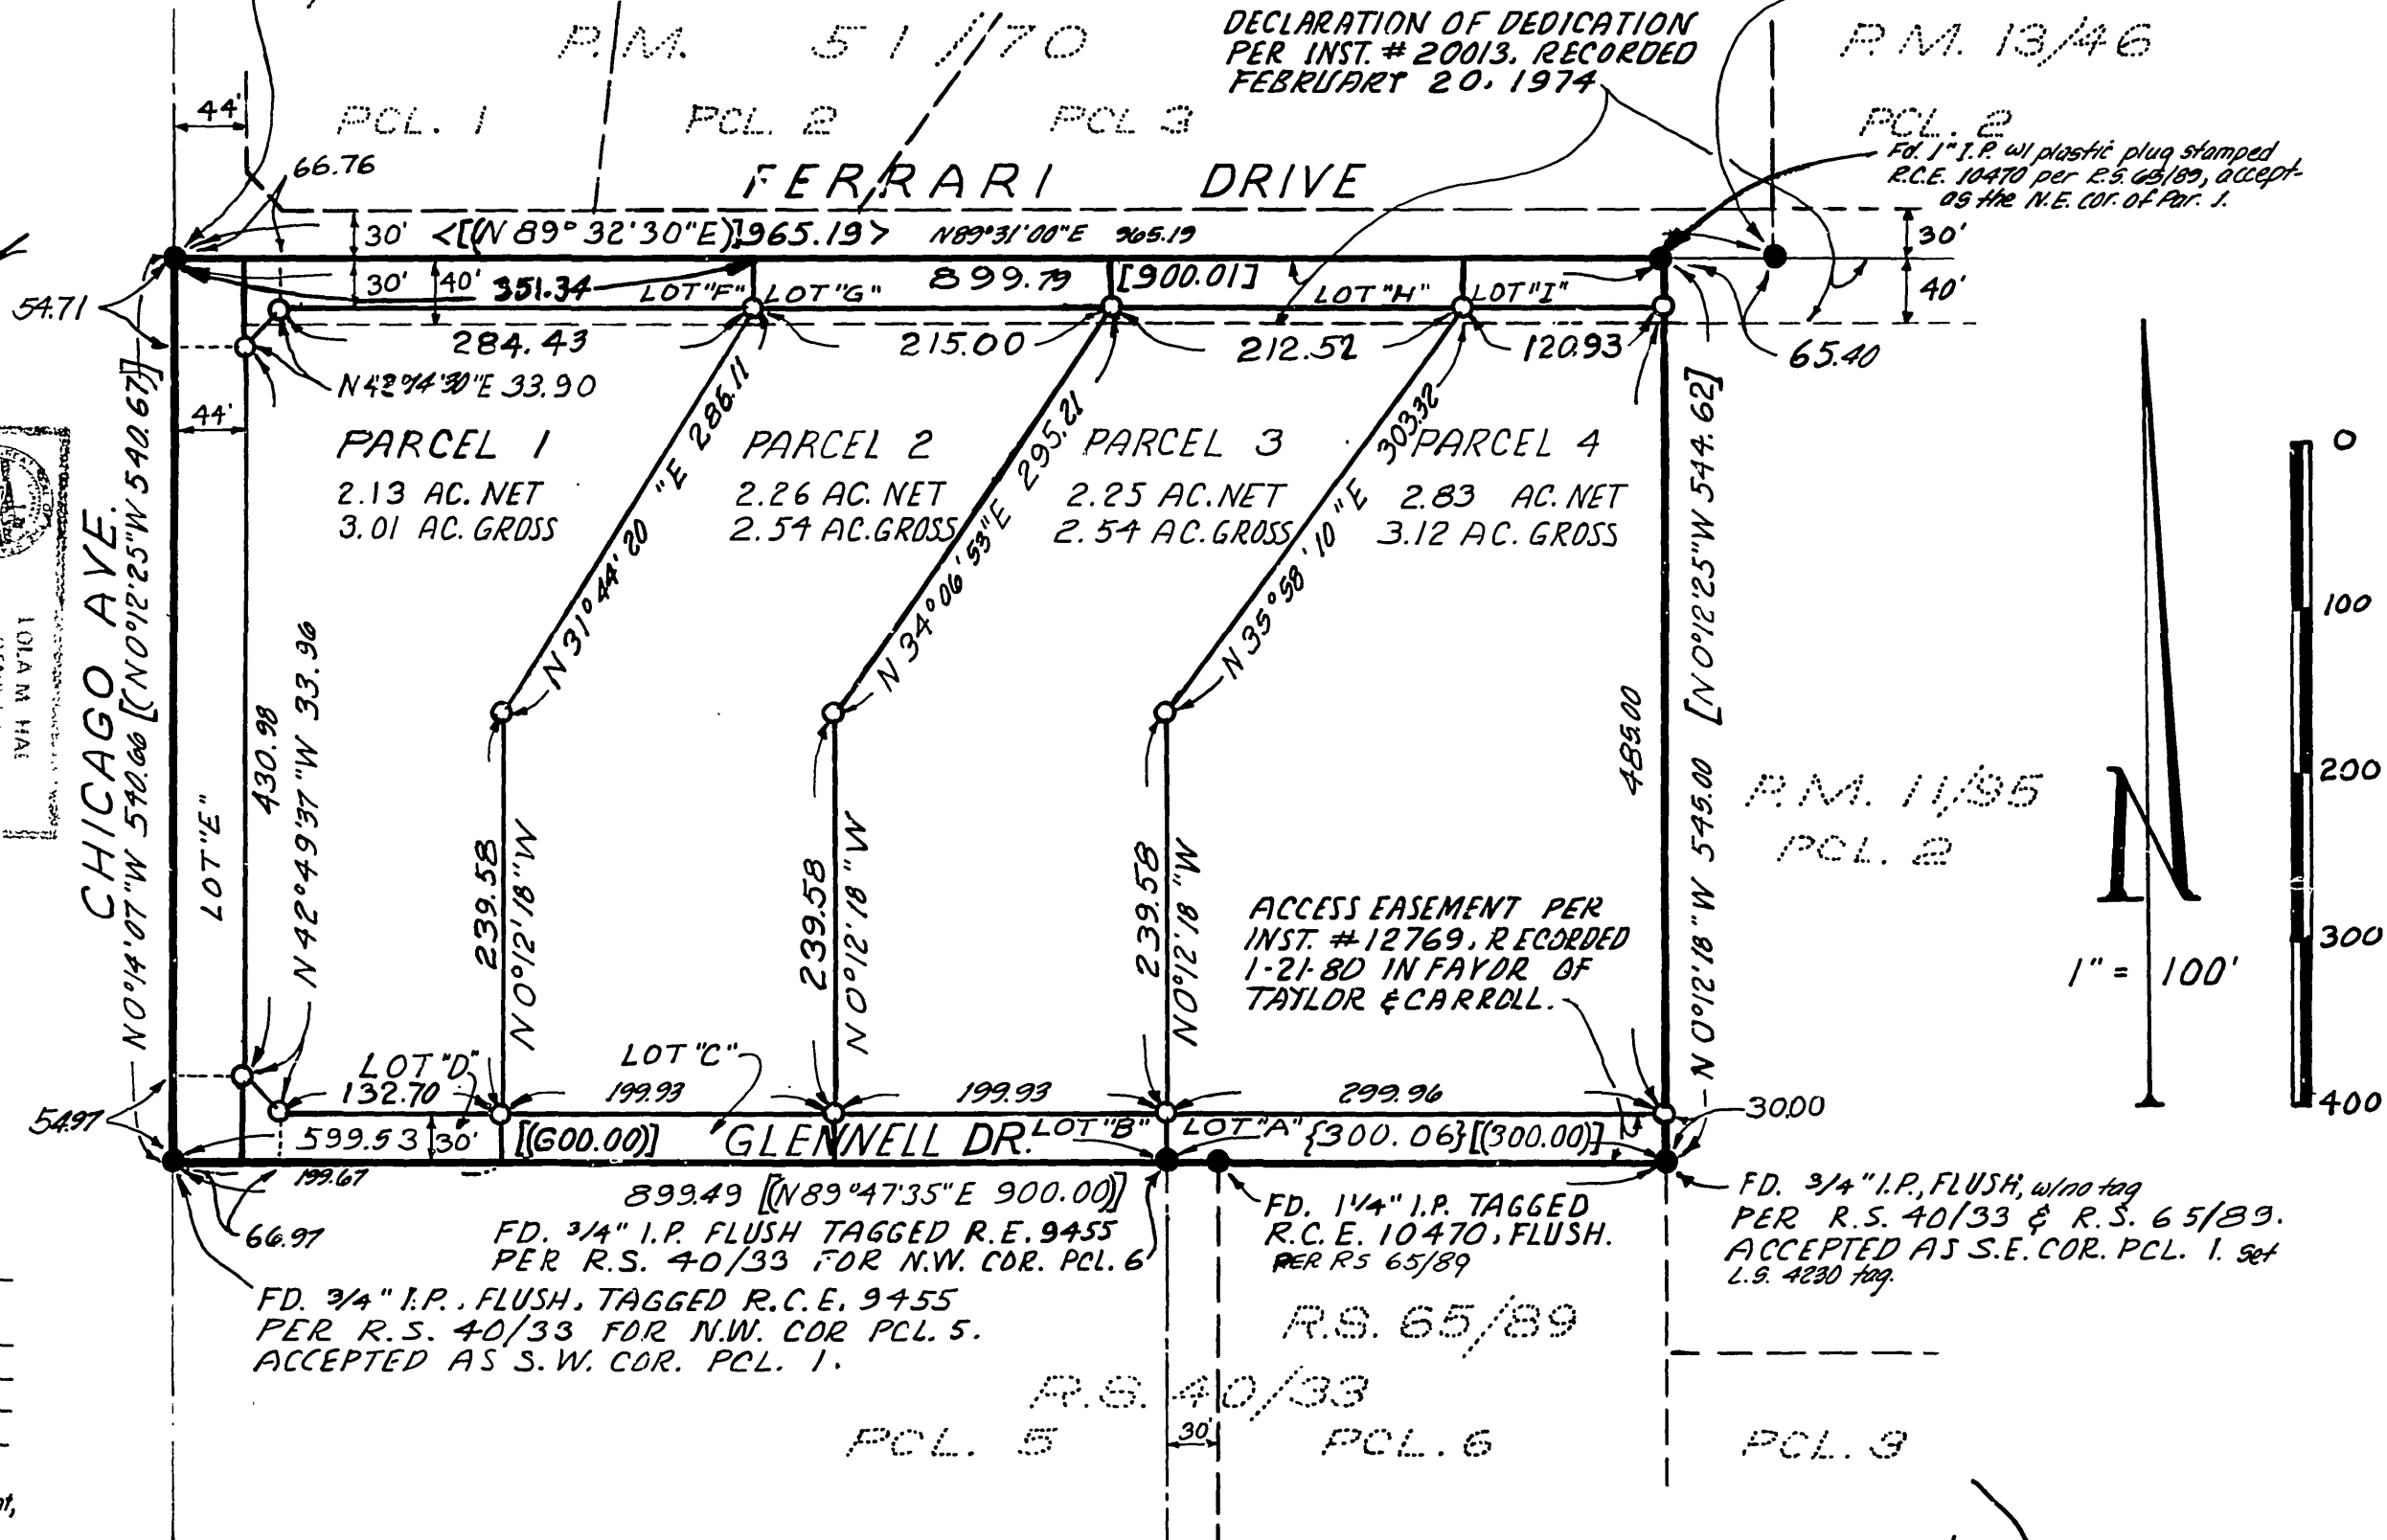 P.M. 51/70
DECLARATION OF DEDICATION
PER INST. # 20013, RECORDED
FEBRUARY 20, 1974
P.M. 13/46
44'
PCL. 1
PCL. 2
PCL 3
PCL. 2
Fd. 1" I.P. w/ plastic plug stamped
R.C.E. 10470 per R.S. 65/89, accept-
as the N.E. cor. of Par. 1.
66.76
FERRARI DRIVE
30' <[(N 89° 32' 30"E)]965.19> N89°31'00"E 965.19
30'
30' 40' 351.34 LOT "F" LOT "G" 899.79 [900.01] LOT "H" LOT "I"
40'
54.71
284.43
215.00
212.52
120.93
65.40
33.90
44'
CHICAGO AVE.
N0°14'07"W 540.66 [(N0°12'25"W 540.67)]
PARCEL 1
2.13 AC. NET
3.01 AC. GROSS
N 31° 44' 20 "E 286.11
PARCEL 2
2.26 AC. NET
2.54 AC. GROSS
N 34° 06' 53"E 295.21
PARCEL 3
2.25 AC. NET
2.54 AC. GROSS
N 35° 58' 10 "E 303.32
PARCEL 4
2.83 AC. NET
3.12 AC. GROSS
485.00
N 0°12'18"W 545.00 [N 0°12'25"W 544.62]
0
100
200
300
400
N
1" = 100'
P.M. 11/95
PCL. 2
LOLA M
LOT "E"
430.98
N 42°49'37"W 33.96
239.58
N 0°12'18"W
239.58
N 0°12'18"W
239.58
N 0°12'18"W
ACCESS EASEMENT PER
INST. #12769, RECORDED
1-21-80 IN FAVOR OF
TAYLOR & CARROLL.
LOT "D"
LOT "C"
132.70
199.93
199.93
299.96
30.00
54.97
599.53 30' [(600.00)] GLENNELL DR. LOT "B" LOT "A" {300.06}[(300.00)]
199.67
899.49 [(N89°47'35"E 900.00)]
66.97
FD. 3/4" I.P. FLUSH TAGGED R.E. 9455
PER R.S. 40/33 FOR N.W. COR. PCL. 6
FD. 1 1/4" I.P. TAGGED
R.C.E. 10470, FLUSH.
PER RS 65/89
FD. 3/4" I.P., FLUSH, w/no tag
PER R.S. 40/33 & R.S. 65/89.
ACCEPTED AS S.E. COR. PCL. 1. Set
L.S. 4230 tag.
FD. 3/4" I.P., FLUSH, TAGGED R.C.E. 9455
PER R.S. 40/33 FOR N.W. COR PCL. 5.
ACCEPTED AS S.W. COR. PCL. 1.
R.S. 65/89
R.S. 40/33
PCL. 5
30'
PCL. 6
PCL. 3